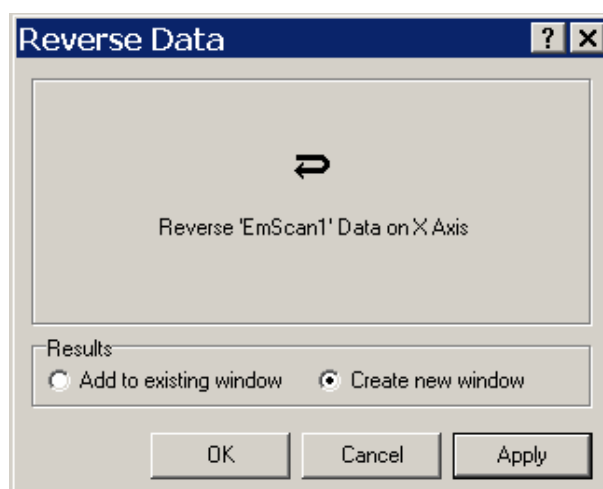 Reverse Data
?
Reverse 'EmScan1' Data on X Axis
Results
Add to existing window
Create new window
OK
Cancel
Apply